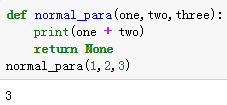 def normal_para(one,two,three):
    print(one + two)
    return None
normal_para(1,2,3)
3